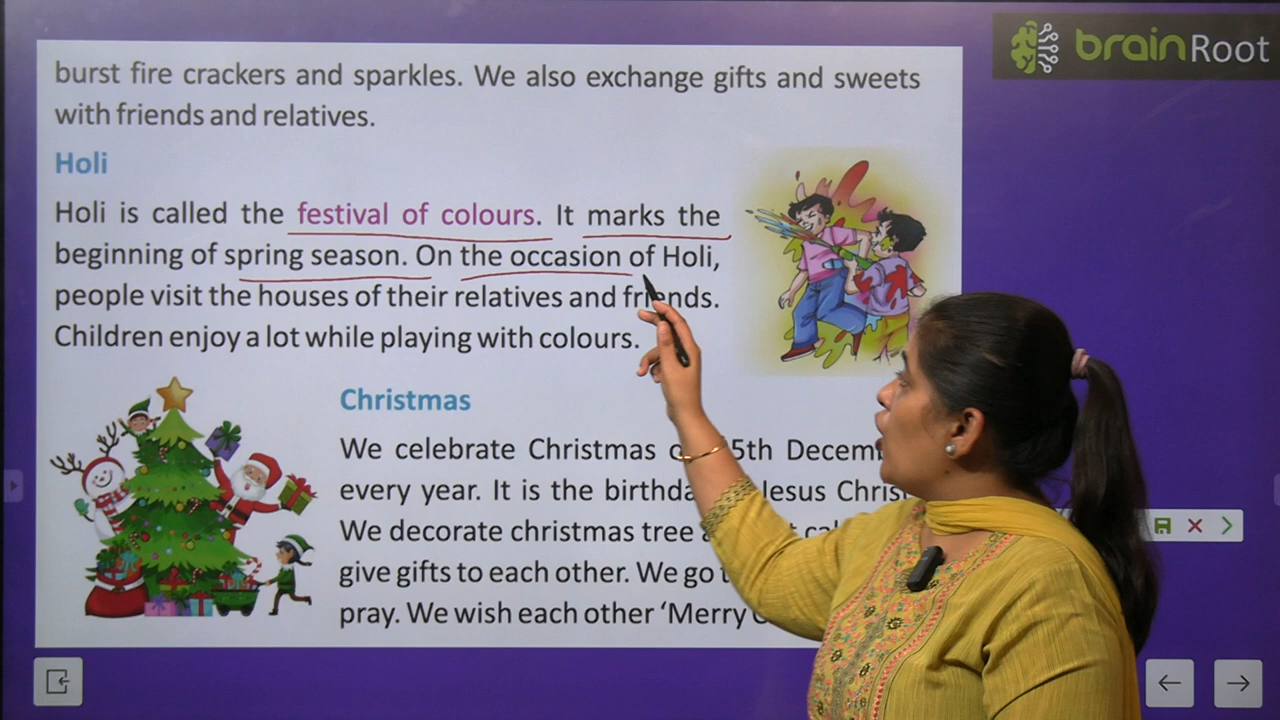 brainRoot
burst fire crackers and sparkles. We also exchange gifts and sweets
with friends and relatives.
Holi
Holi is called the festival of colours. It marks the
beginning of spring season. On the occasion of Holi,
people visit the houses of their relatives and friends.
Children enjoy a lot while playing with colours.
Christmas
We celebrate Christmas 5th
every year. It is the Jesus
We decorate christmas tree
give gifts to each other. We go
pray. We wish each other ‘Merry